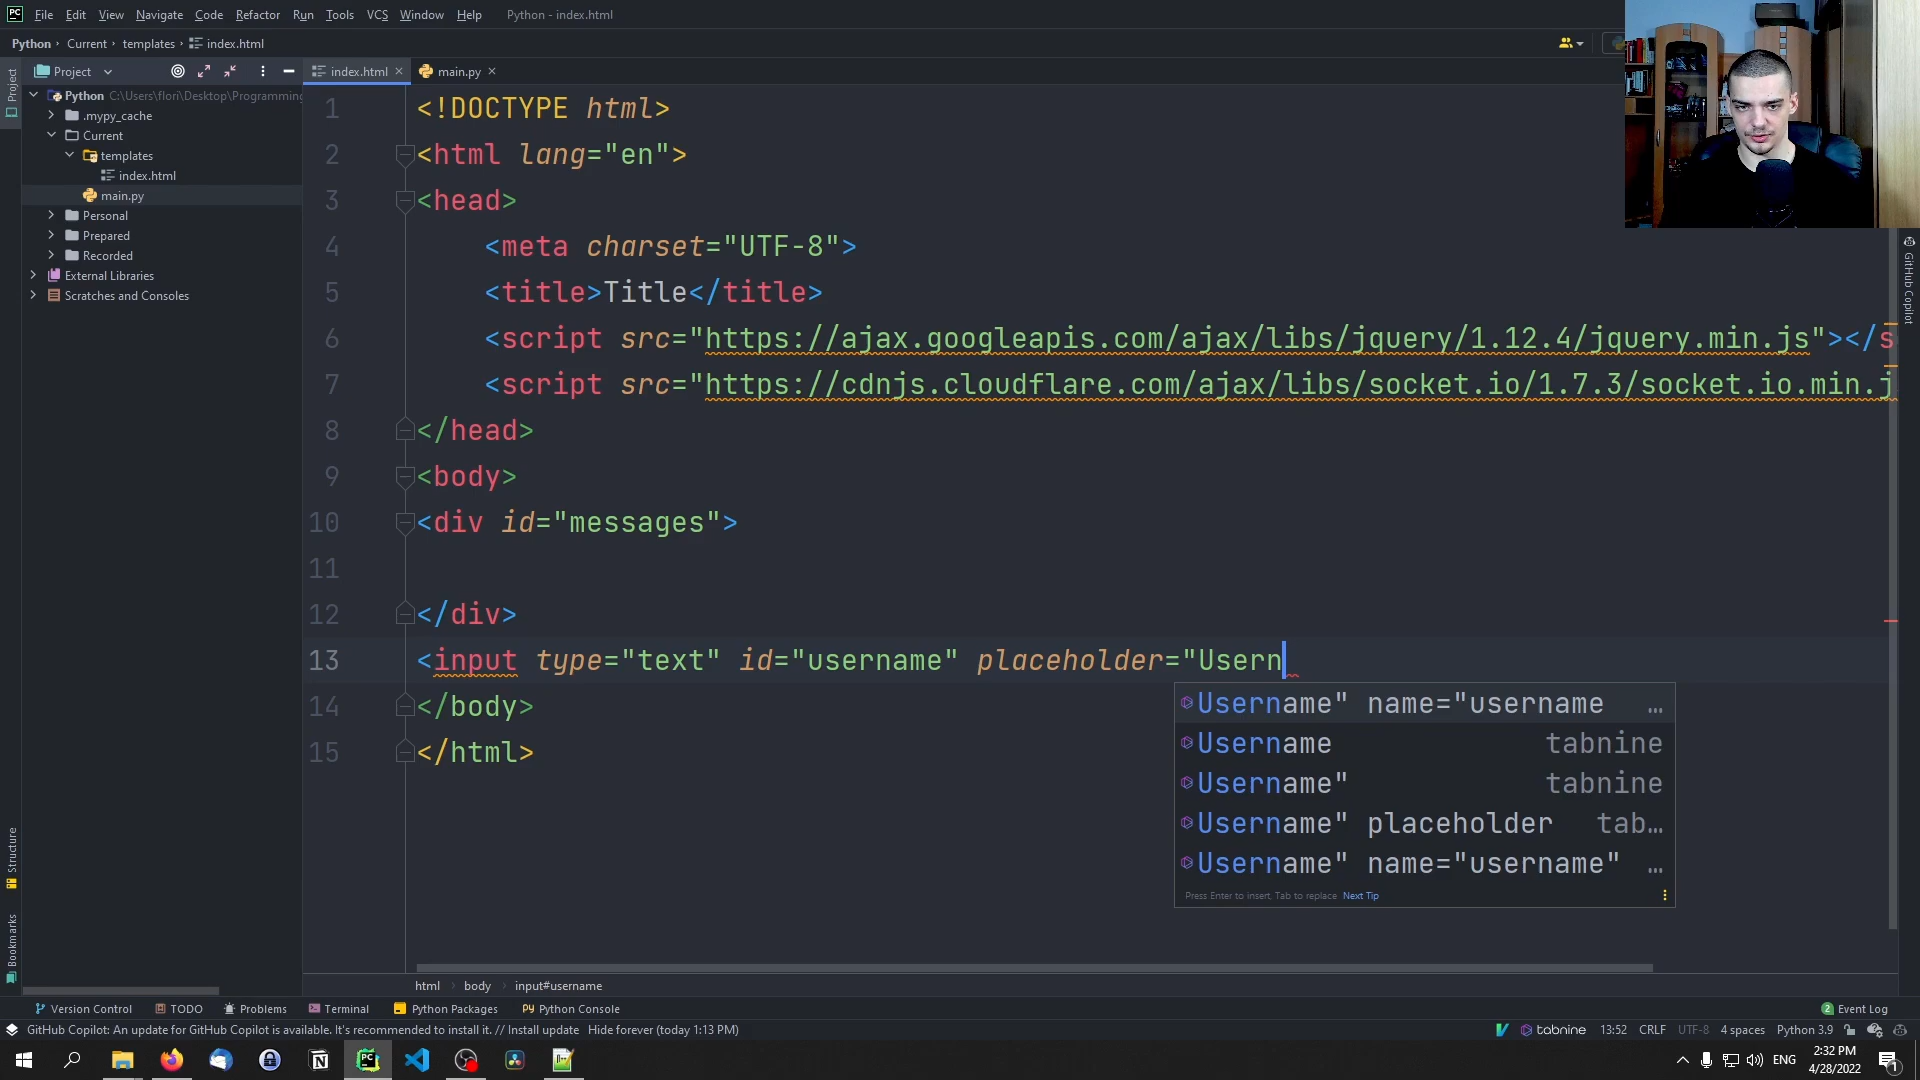 File Edit View Navigate Code Refactor Run Tools VCS Window Help Python - index.html
Python Current templates index.html
Project index.html main.py
Project
Python C:\Users\flori\Desktop\Programming
.mypy_cache
Current
templates
index.html
main.py
Personal
Prepared
Recorded
External Libraries
Scratches and Consoles
1 <!DOCTYPE html>
2 <html lang="en">
3 <head>
4 <meta charset="UTF-8">
5 <title>Title</title>
6 <script src="https://ajax.googleapis.com/ajax/libs/jquery/1.12.4/jquery.min.js"></s
7 <script src="https://cdnjs.cloudflare.com/ajax/libs/socket.io/1.7.3/socket.io.min.j
8 </head>
9 <body>
10 <div id="messages">
11
12 </div>
13 <input type="text" id="username" placeholder="Usern
14 </body>
15 </html>
Username" name="username …
Username tabnine
Username" tabnine
Username" placeholder tab…
Username" name="username" …
Press Enter to insert, Tab to replace Next Tip
GitHub Copilot
Structure
Bookmarks
html body input#username
Version Control TODO Problems Terminal Python Packages Python Console 2 Event Log
GitHub Copilot: An update for GitHub Copilot is available. It's recommended to install it. // Install update Hide forever (today 1:13 PM) tabnine 13:52 CRLF UTF-8 4 spaces Python 3.9
ENG 2:32 PM
4/28/2022
1